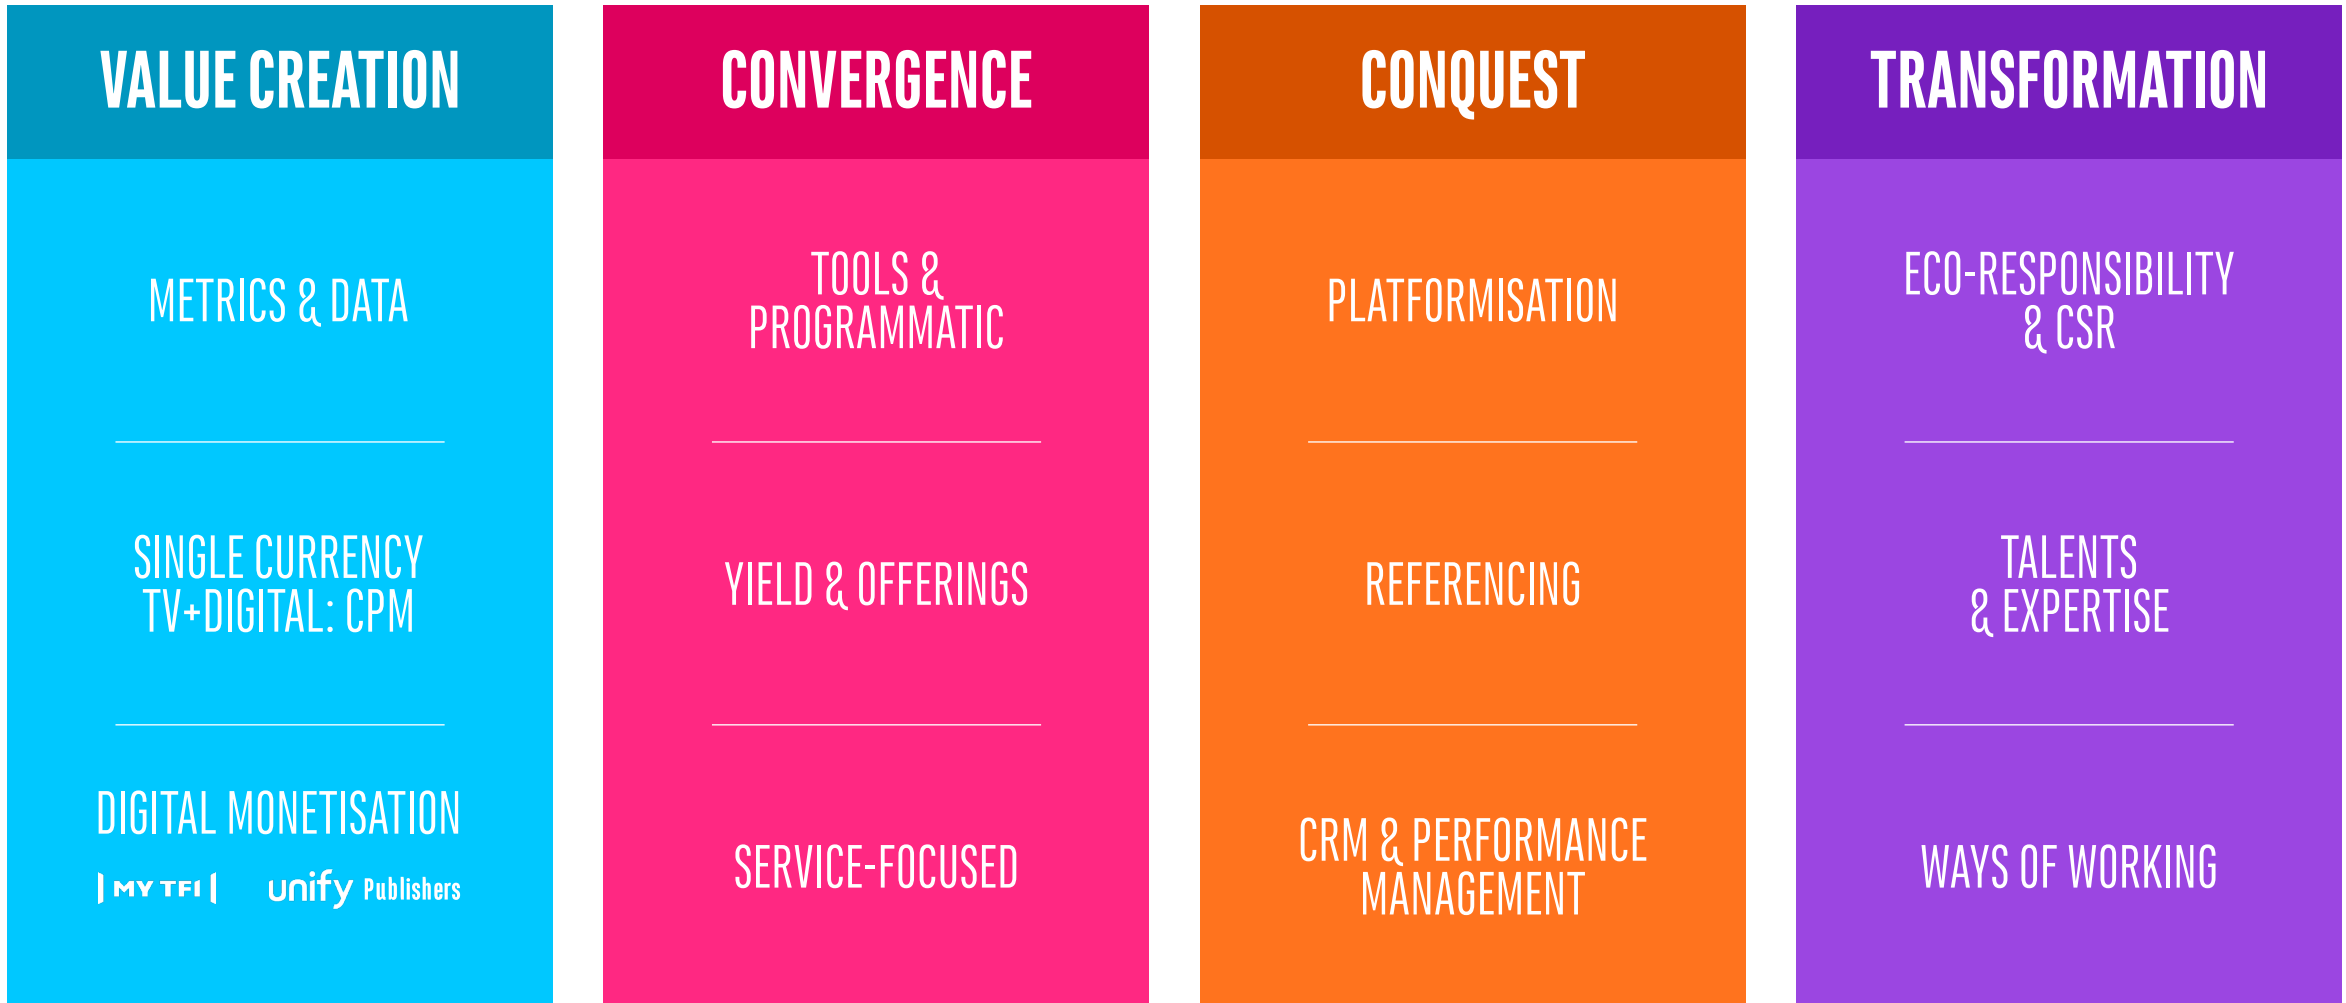 VALUE CREATION
METRICS & DATA
SINGLE CURRENCY
TV+DIGITAL: CPM
DIGITAL MONETISATION
MY TF1 unify Publishers
CONVERGENCE
TOOLS &
PROGRAMMATIC
YIELD & OFFERINGS
SERVICE-FOCUSED
CONQUEST
PLATFORMISATION
REFERENCING
CRM & PERFORMANCE
MANAGEMENT
TRANSFORMATION
ECO-RESPONSIBILITY
& CSR
TALENTS
& EXPERTISE
WAYS OF WORKING